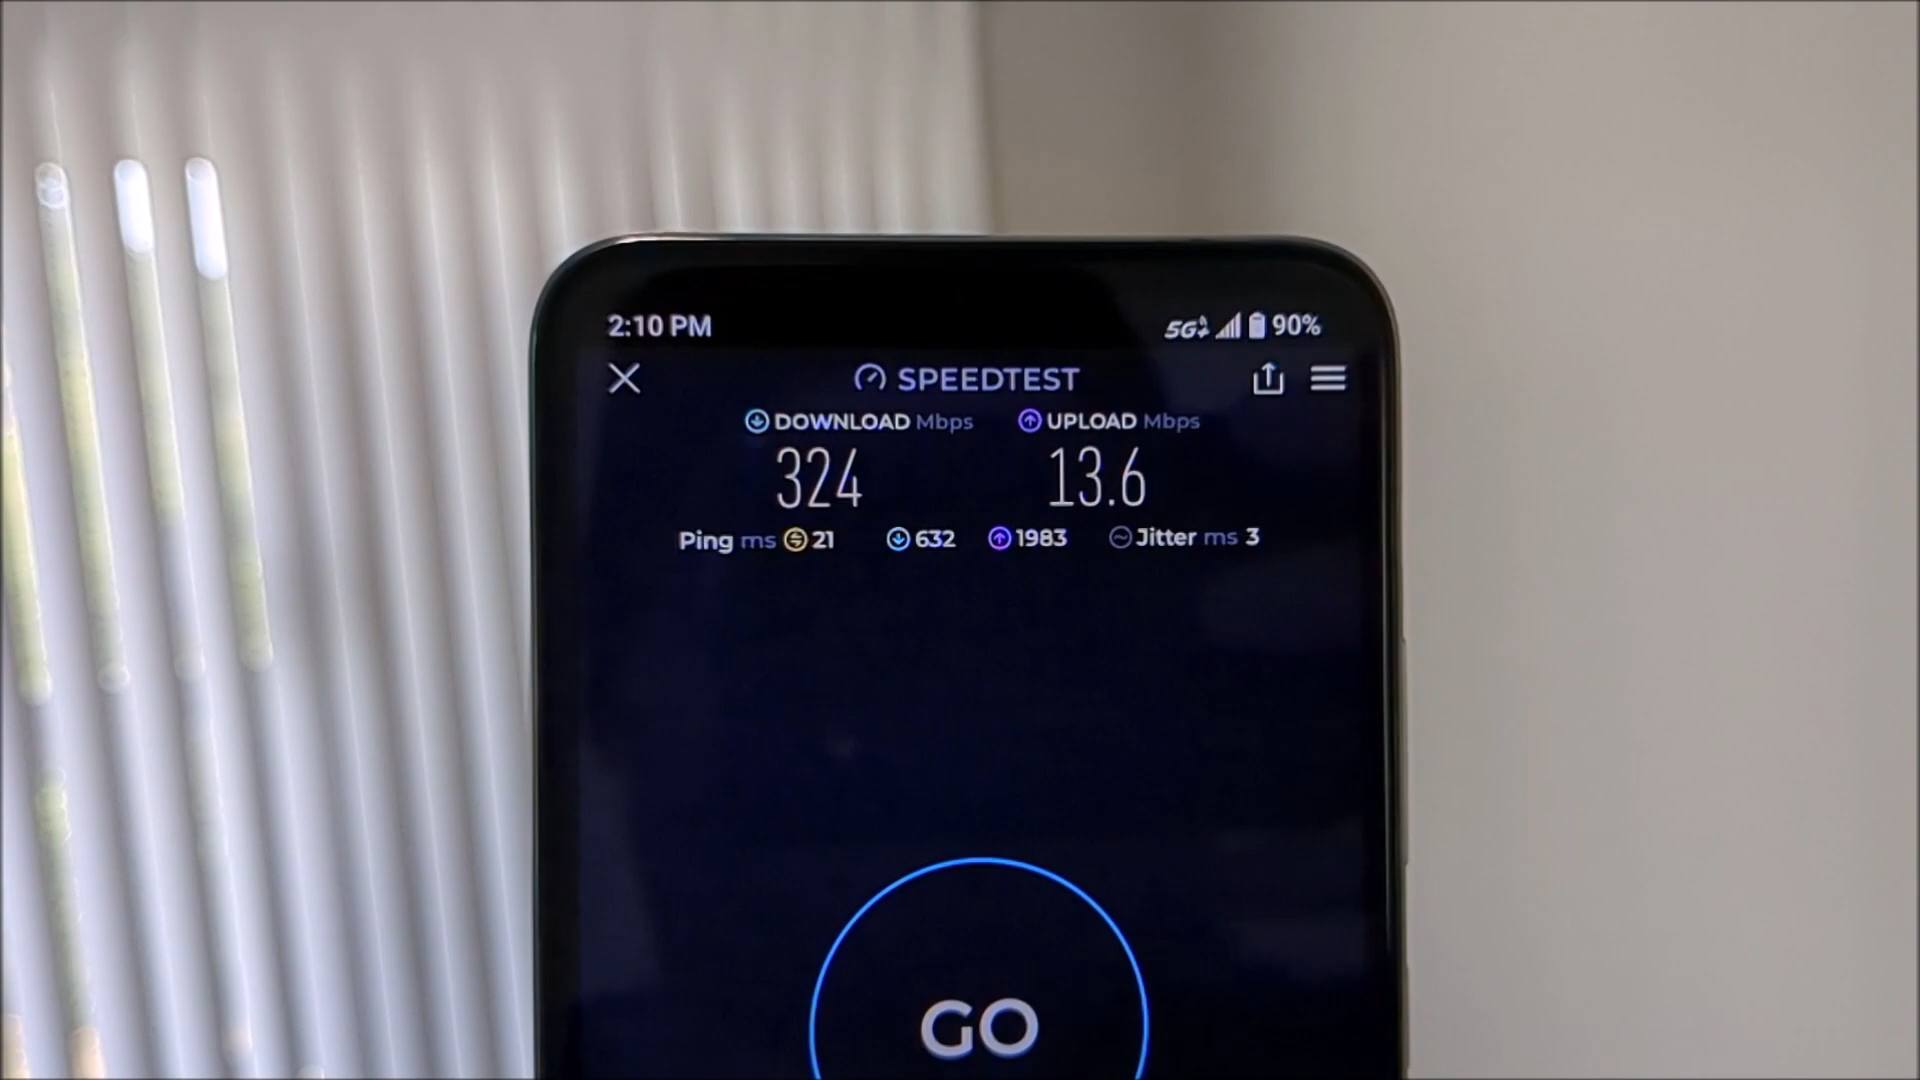 2:10 PM 5G 90%
SPEEDTEST
DOWNLOAD Mbps UPLOAD Mbps
324 13.6
Ping ms 21 632 1983 Jitter ms 3
GO